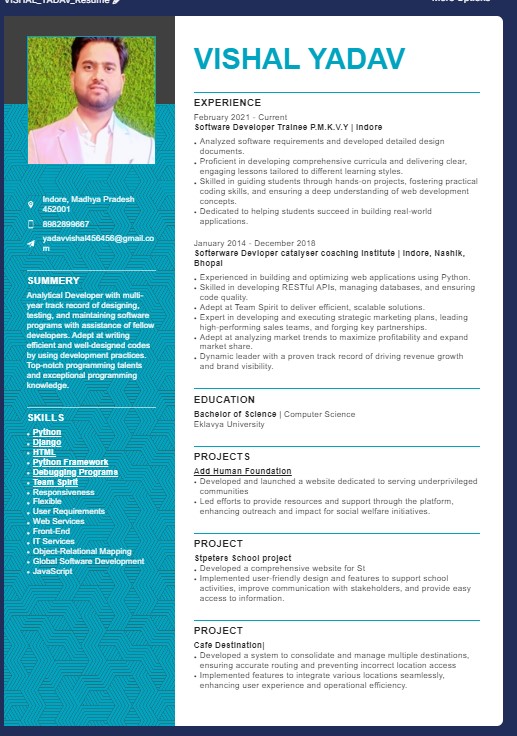 VISHAL_YADAV_Resume
More Options
VISHAL YADAV
Indore, Madhya Pradesh
452001
8982899667
yadavvishal456456@gmail.co
m
SUMMERY
Analytical Developer with multi-
year track record of designing,
testing, and maintaining software
programs with assistance of fellow
developers. Adept at writing
efficient and well-designed codes
by using development practices.
Top-notch programming talents
and exceptional programming
knowledge.
SKILLS
• Python
• Django
• HTML
• Python Framework
• Debugging Programs
• Team Spirit
• Responsiveness
• Flexible
• User Requirements
• Web Services
• Front-End
• IT Services
• Object-Relational Mapping
• Global Software Development
• JavaScript
EXPERIENCE
February 2021 - Current
Software Developer Trainee P.M.K.V.Y | Indore
• Analyzed software requirements and developed detailed design
documents.
• Proficient in developing comprehensive curricula and delivering clear,
engaging lessons tailored to different learning styles.
• Skilled in guiding students through hands-on projects, fostering practical
coding skills, and ensuring a deep understanding of web development
concepts.
• Dedicated to helping students succeed in building real-world
applications.
January 2014 - December 2018
Softerware Devloper catalyser coaching Institute | Indore, Nashik,
Bhopal
• Experienced in building and optimizing web applications using Python.
• Skilled in developing RESTful APIs, managing databases, and ensuring
code quality.
• Adept at Team Spirit to deliver efficient, scalable solutions.
• Expert in developing and executing strategic marketing plans, leading
high-performing sales teams, and forging key partnerships.
• Adept at analyzing market trends to maximize profitability and expand
market share.
• Dynamic leader with a proven track record of driving revenue growth
and brand visibility.
EDUCATION
Bachelor of Science | Computer Science
Eklavya University
PROJECTS
Add Human Foundation
• Developed and launched a website dedicated to serving underprivileged
communities
• Led efforts to provide resources and support through the platform,
enhancing outreach and impact for social welfare initiatives.
PROJECT
Stpeters School project
• Developed a comprehensive website for St
• Implemented user-friendly design and features to support school
activities, improve communication with stakeholders, and provide easy
access to information.
PROJECT
Cafe Destination|
• Developed a system to consolidate and manage multiple destinations,
ensuring accurate routing and preventing incorrect location access
• Implemented features to integrate various locations seamlessly,
enhancing user experience and operational efficiency.